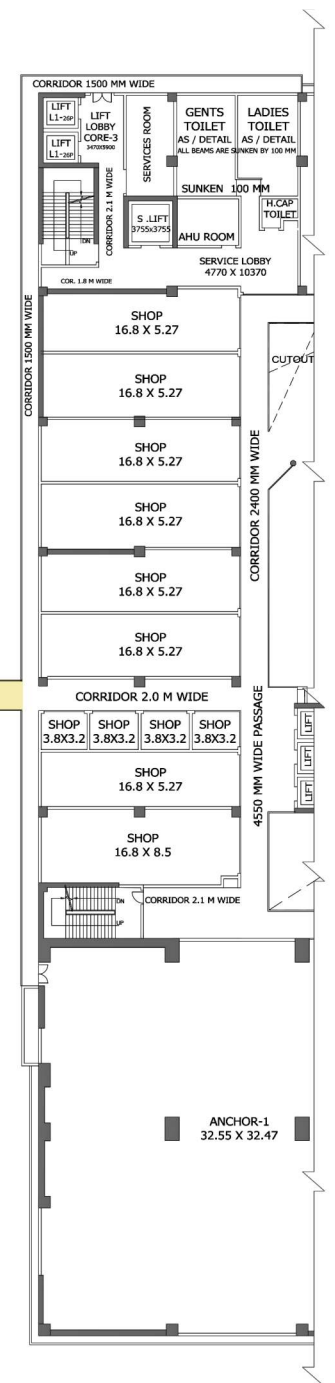 CORRIDOR 1500 MM WIDE
LIFT
L1-26P
LIFT
L1-26P
LIFT
LOBBY
CORE-3
3470X5900
SERVICES ROOM
GENTS
TOILET
AS / DETAIL
LADIES
TOILET
AS / DETAIL
ALL BEAMS ARE SUNKEN BY 100 MM
CORRIDOR 2.1 M WIDE
SUNKEN 100 MM
H.CAP
TOILET
S .LIFT
3755x3755
AHU ROOM
DN
UP
SERVICE LOBBY
4770 X 10370
COR. 1.8 M WIDE
CORRIDOR 1500 MM WIDE
SHOP
16.8 X 5.27
SHOP
16.8 X 5.27
CUTOUT
SHOP
16.8 X 5.27
SHOP
16.8 X 5.27
CORRIDOR 2400 MM WIDE
SHOP
16.8 X 5.27
SHOP
16.8 X 5.27
CORRIDOR 2.0 M WIDE
SHOP
3.8X3.2
SHOP
3.8X3.2
SHOP
3.8X3.2
SHOP
3.8X3.2
4550 MM WIDE PASSAGE
LIFT
LIFT
LIFT
SHOP
16.8 X 5.27
SHOP
16.8 X 8.5
DN
UP
CORRIDOR 2.1 M WIDE
ANCHOR-1
32.55 X 32.47